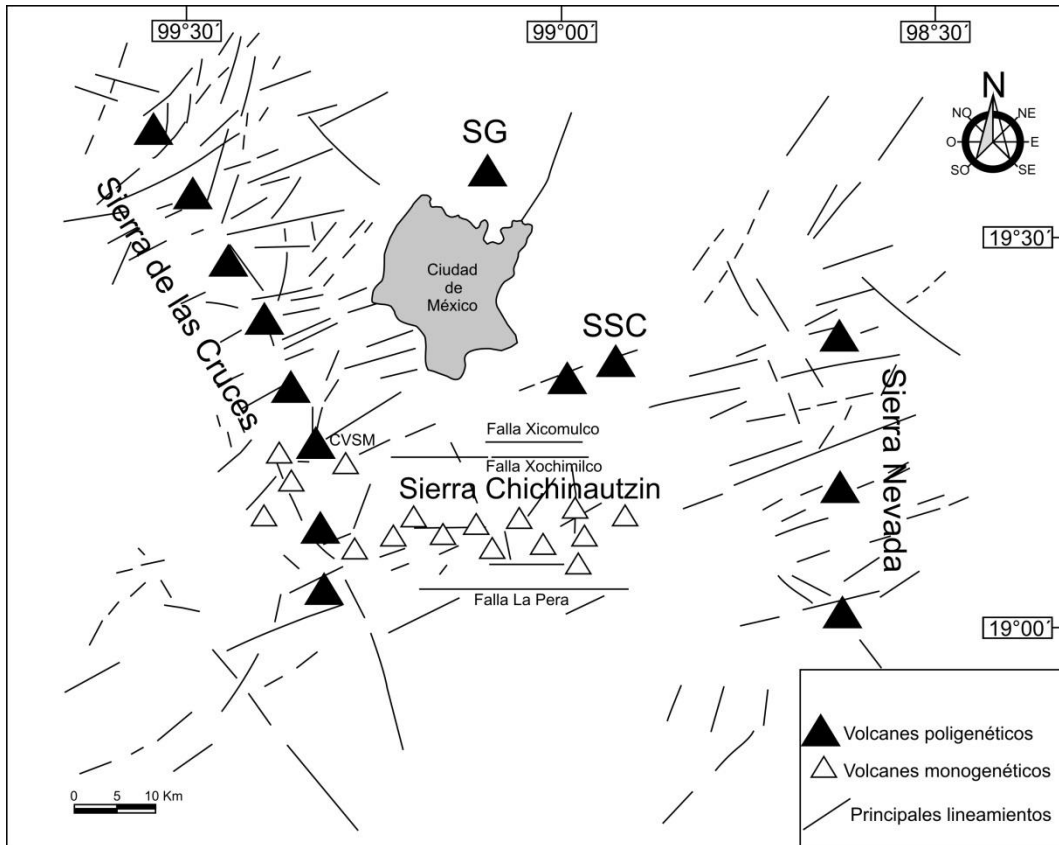 99°30´
99°00´
98°30´
N
NO
NE
O
E
SO
SE
SG
19°30´
Sierra de las Cruces
Ciudad
de
México
SSC
Sierra Nevada
CVSM
Falla Xicomulco
Falla Xochimilco
Sierra Chichinautzin
Falla La Pera
19°00´
Volcanes poligenéticos
Volcanes monogenéticos
Principales lineamientos
0 5 10 Km